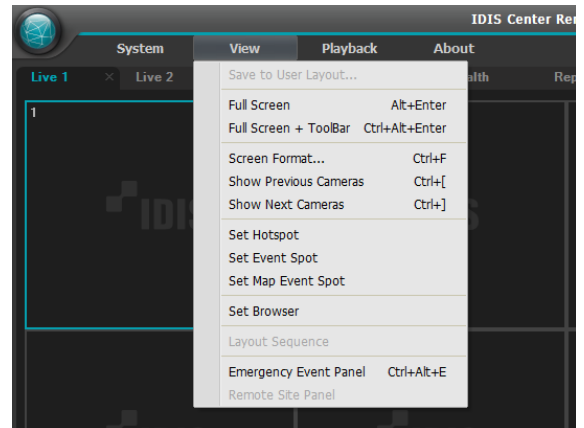 IDIS Center Re
System View Playback About
Live 1 × Live 2 alth Rep
Save to User Layout...
Full Screen Alt+Enter
Full Screen + ToolBar Ctrl+Alt+Enter
Screen Format... Ctrl+F
Show Previous Cameras Ctrl+[
Show Next Cameras Ctrl+]
Set Hotspot
Set Event Spot
Set Map Event Spot
Set Browser
Layout Sequence
Emergency Event Panel Ctrl+Alt+E
Remote Site Panel
1
IDIS
S